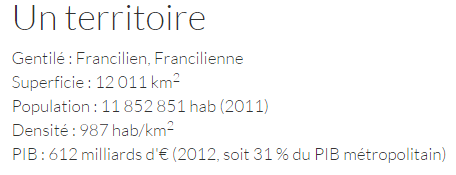 Un territoire
Gentilé : Francilien, Francilienne
Superficie : 12 011 km²
Population : 11 852 851 hab (2011)
Densité : 987 hab/km²
PIB : 612 milliards d'€ (2012, soit 31 % du PIB métropolitain)